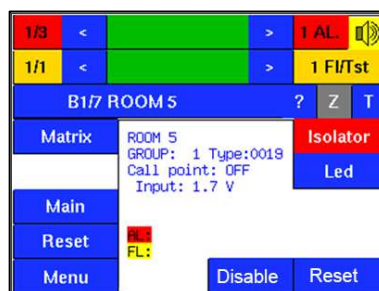 1/3 < > 1 AL.
1/1 < > 1 Fl/Tst
B1/7 ROOM 5 ? Z T
Matrix
ROOM 5
GROUP: 1 Type:0019
Call point: OFF
Input: 1.7 V
AL:
FL:
Isolator
Led
Main
Reset
Menu
Disable
Reset